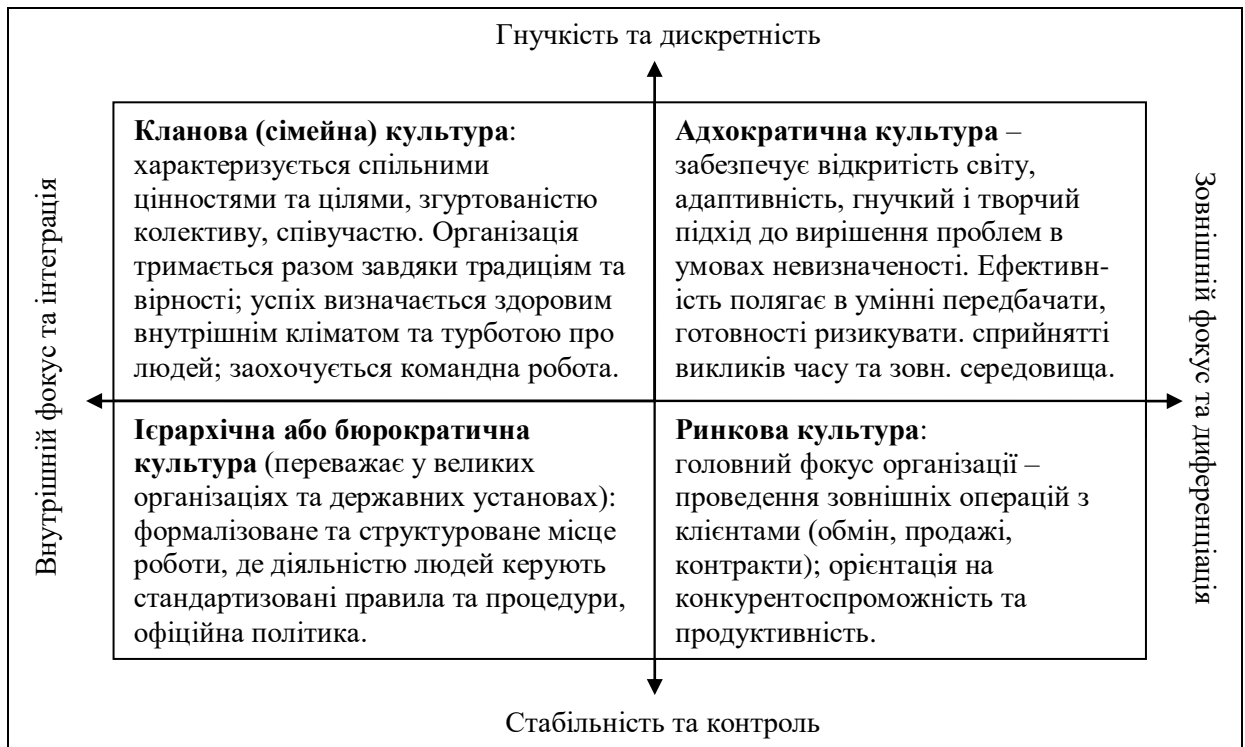 Гнучкість та дискретність
Внутрішній фокус та інтеграція
Кланова (сімейна) культура:
характеризується спільними
цінностями та цілями, згуртованістю
колективу, співучастю. Організація
тримається разом завдяки традиціям та
вірності; успіх визначається здоровим
внутрішнім кліматом та турботою про
людей; заохочується командна робота.
Адхократична культура –
забезпечує відкритість світу,
адаптивність, гнучкий і творчий
підхід до вирішення проблем в
умовах невизначеності. Ефективн-
ість полягає в умінні передбачати,
готовності ризикувати. сприйнятті
викликів часу та зовн. середовища.
Ієрархічна або бюрократична
культура (переважає у великих
організаціях та державних установах):
формалізоване та структуроване місце
роботи, де діяльністю людей керують
стандартизовані правила та процедури,
офіційна політика.
Ринкова культура:
головний фокус організації –
проведення зовнішніх операцій з
клієнтами (обмін, продажі,
контракти); орієнтація на
конкурентоспроможність та
продуктивність.
Зовнішній фокус та диференціація
Стабільність та контроль